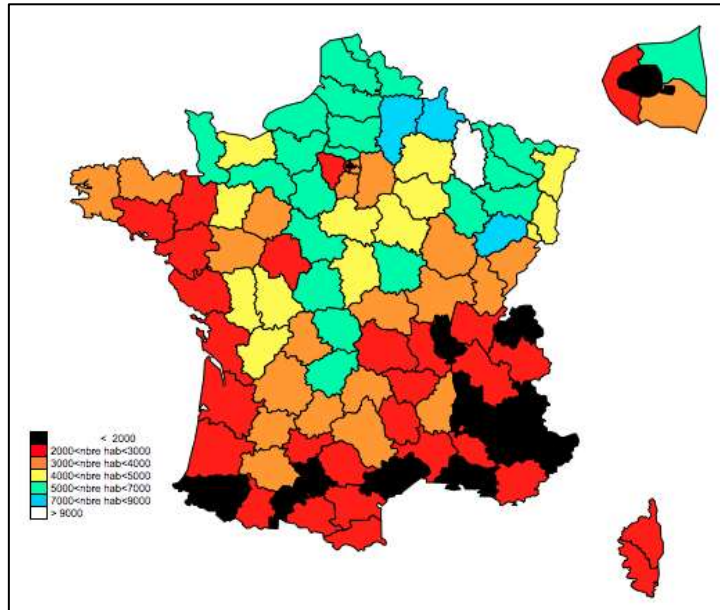 < 2000
2000<nbre hab<3000
3000<nbre hab<4000
4000<nbre hab<5000
5000<nbre hab<7000
7000<nbre hab<9000
> 9000